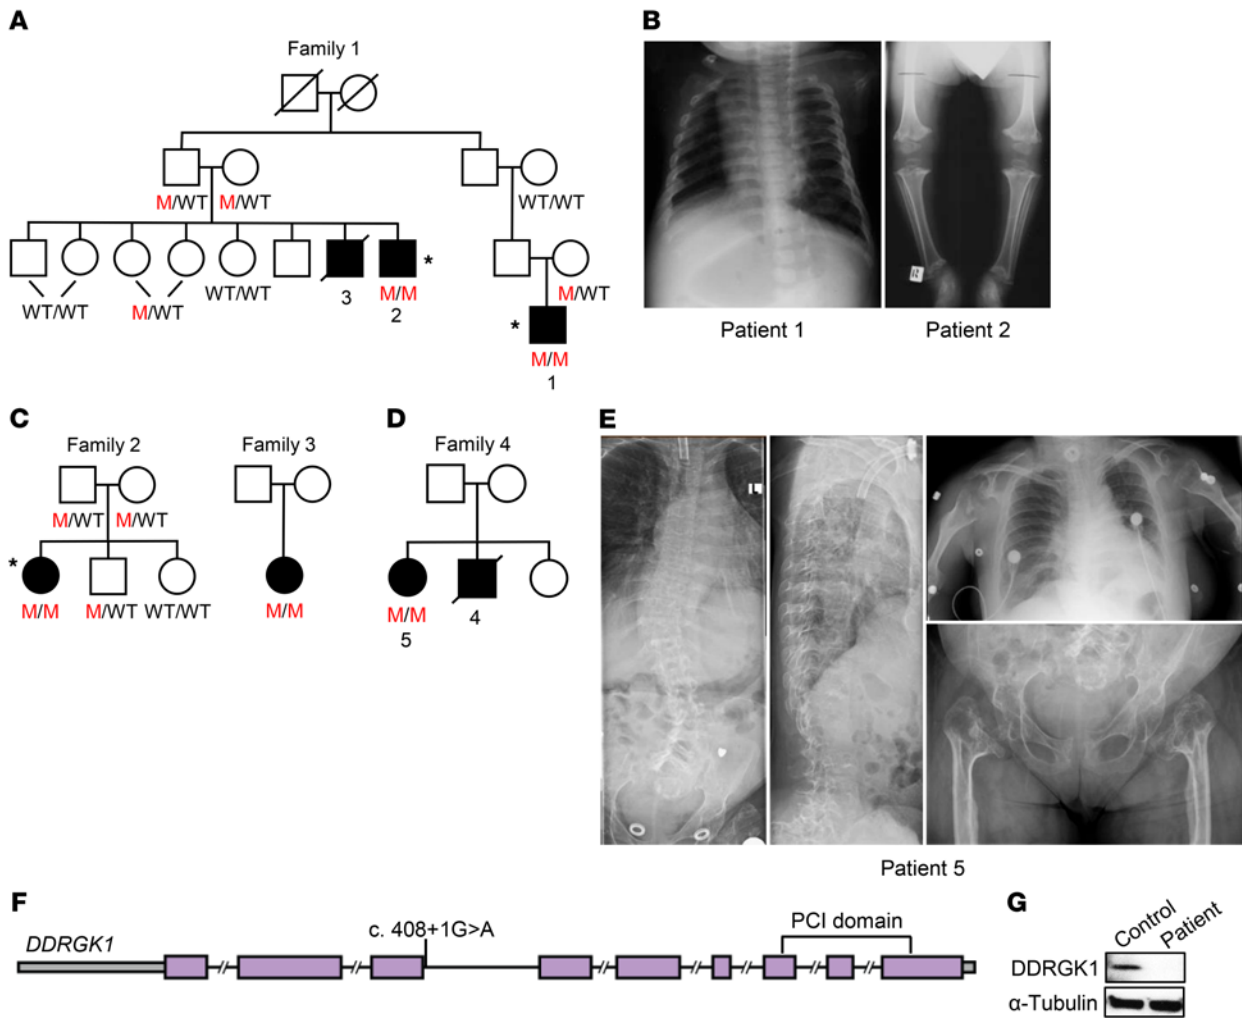 A
Family 1
M/WT M/WT
WT/WT
WT/WT
M/WT
WT/WT
3
M/M
2
*
M/WT
*
M/M
1
B
Patient 1
Patient 2
R
C
Family 2
M/WT M/WT
*
M/M
M/WT
WT/WT
Family 3
M/M
D
Family 4
M/M
5
4
E
L
Patient 5
F
DDRGK1
c. 408+1G>A
PCI domain
G
Control
Patient
DDRGK1
α-Tubulin